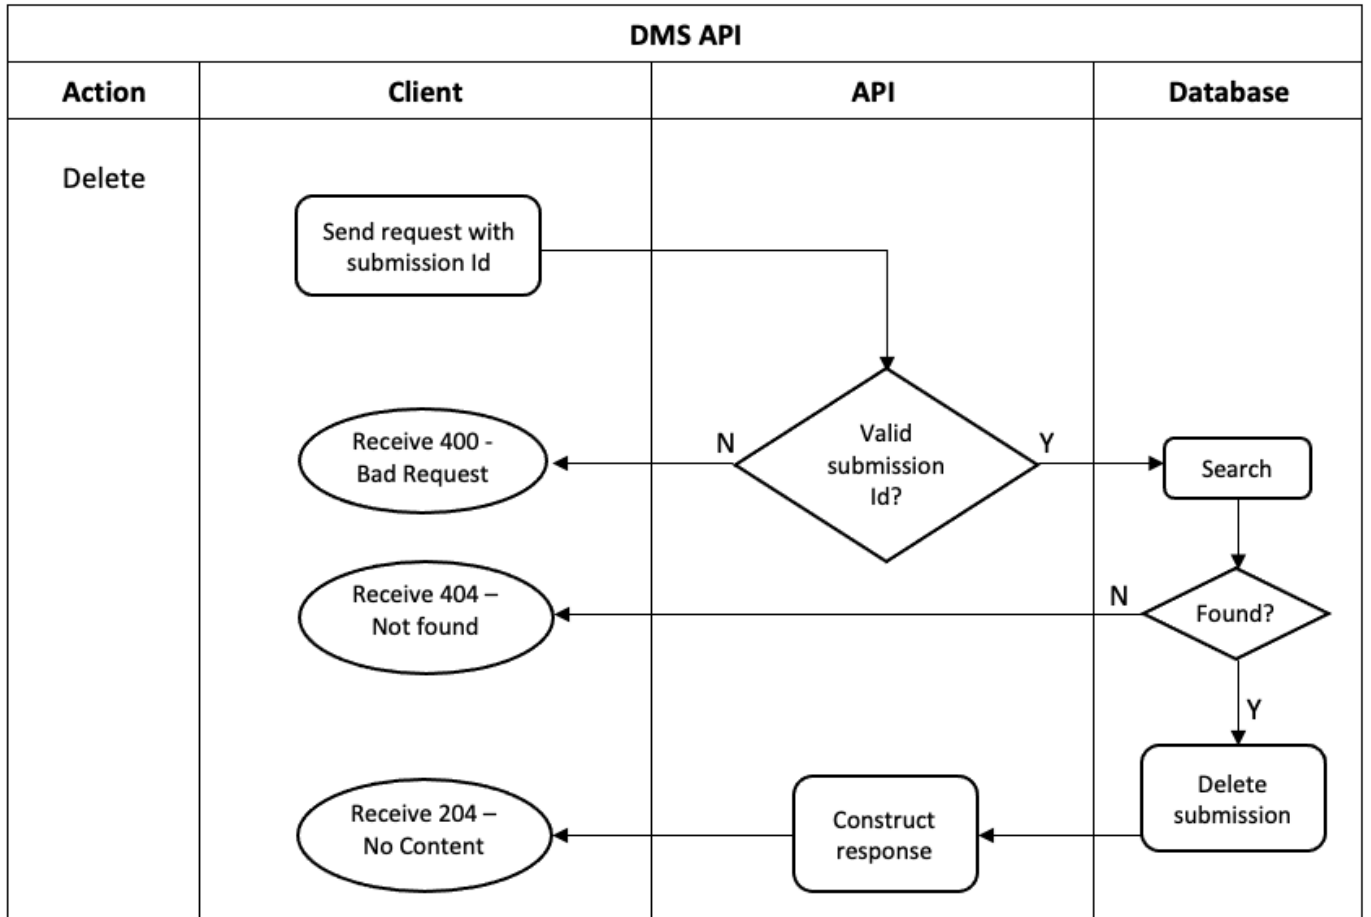 DMS API
Action
Client
API
Database
Delete
Send request with
submission Id
Valid
submission
Id?
N
Y
Receive 400 -
Bad Request
Search
Receive 404 –
Not found
N
Found?
Y
Delete
submission
Construct
response
Receive 204 –
No Content